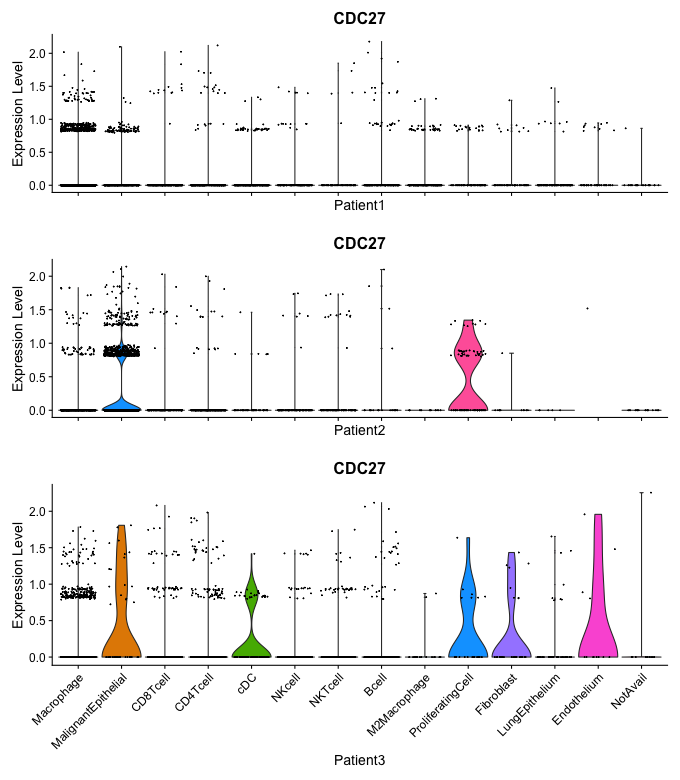 CDC27
Expression Level
2.0
1.5
1.0
0.5
0.0
Patient1
CDC27
Expression Level
2.0
1.5
1.0
0.5
0.0
Patient2
CDC27
Expression Level
2.0
1.5
1.0
0.5
0.0
Macrophage
MalignantEpithelial
CD8Tcell
CD4Tcell
cDC
NKcell
NKTcell
Bcell
M2Macrophage
ProliferatingCell
Fibroblast
LungEpithelium
Endothelium
NotAvail
Patient3